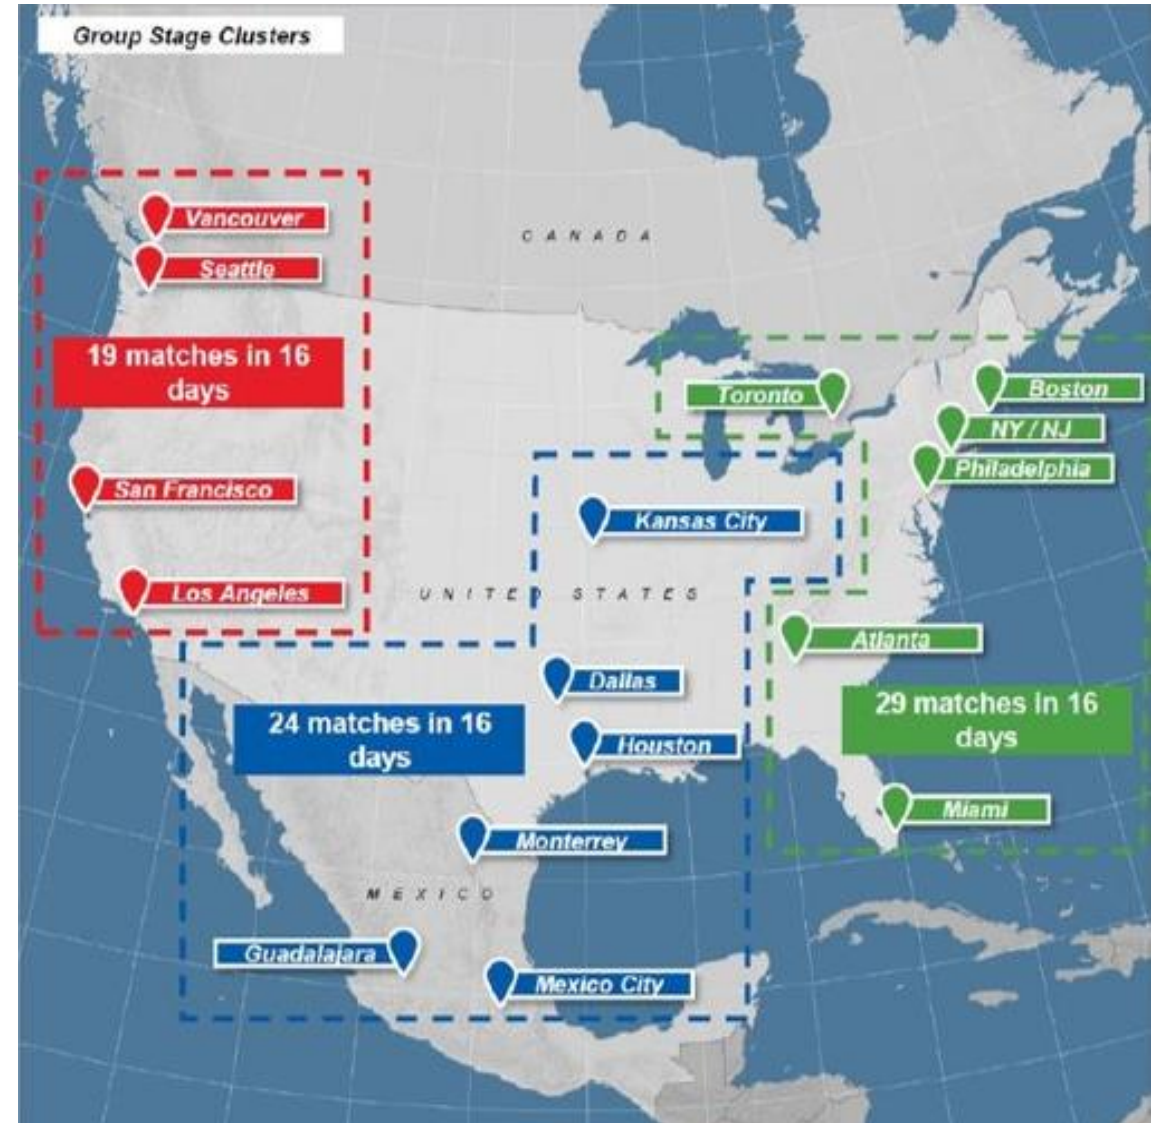 Group Stage Clusters
CANADA
Vancouver
Seattle
19 matches in 16
days
Toronto
Boston
NY / NJ
Philadelphia
San Francisco
Kansas City
Los Angeles
UNITED STATES
Atlanta
Dallas
29 matches in 16
days
24 matches in 16
days
Houston
Miami
Monterrey
MEXICO
Guadalajara
Mexico City